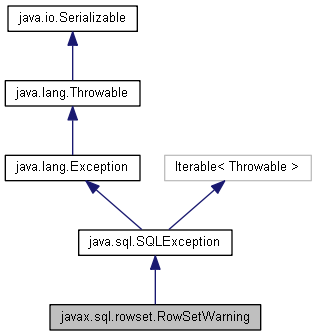 java.io.Serializable
java.lang.Throwable
java.lang.Exception
Iterable< Throwable >
java.sql.SQLException
javax.sql.rowset.RowSetWarning